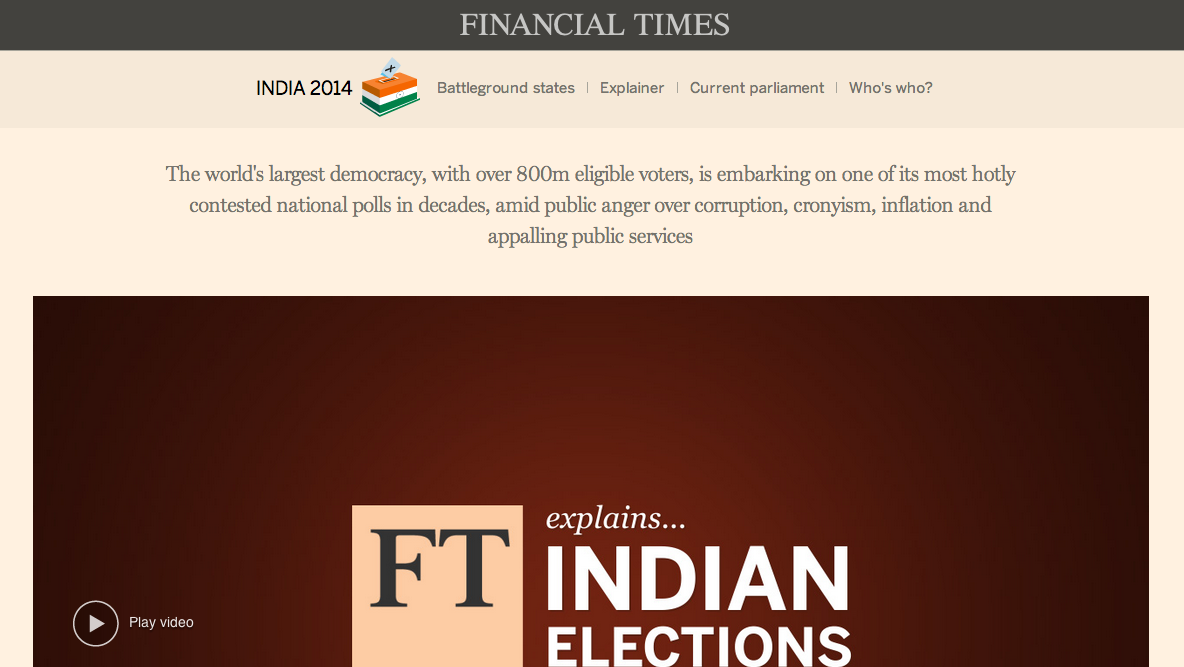 FINANCIAL TIMES
INDIA 2014
Battleground states | Explainer | Current parliament | Who's who?
The world's largest democracy, with over 800m eligible voters, is embarking on one of its most hotly
contested national polls in decades, amid public anger over corruption, cronyism, inflation and
appalling public services
FT
explains...
INDIAN
ELECTIONS
Play video